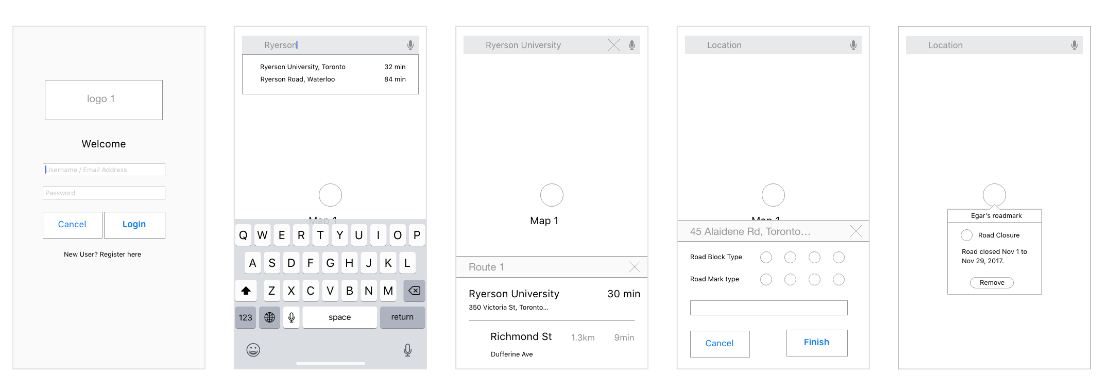 logo 1
Welcome
Username / Email Address
Password
Cancel
Login
New User? Register here
Ryerson
Ryerson University, Toronto 32 min
Ryerson Road, Waterloo 84 min
Map 1
Q W E R T Y U I O P
A S D F G H J K L
Z X C V B N M
123 space return
Ryerson University
Map 1
Route 1
Ryerson University 30 min
350 Victoria St, Toronto...
Richmond St 1.3km 9min
Dufferine Ave
Location
45 Alaidene Rd, Toronto...
Road Block Type
Road Mark type
Cancel
Finish
Location
Egar's roadmark
Road Closure
Road closed Nov 1 to
Nov 29, 2017.
Remove